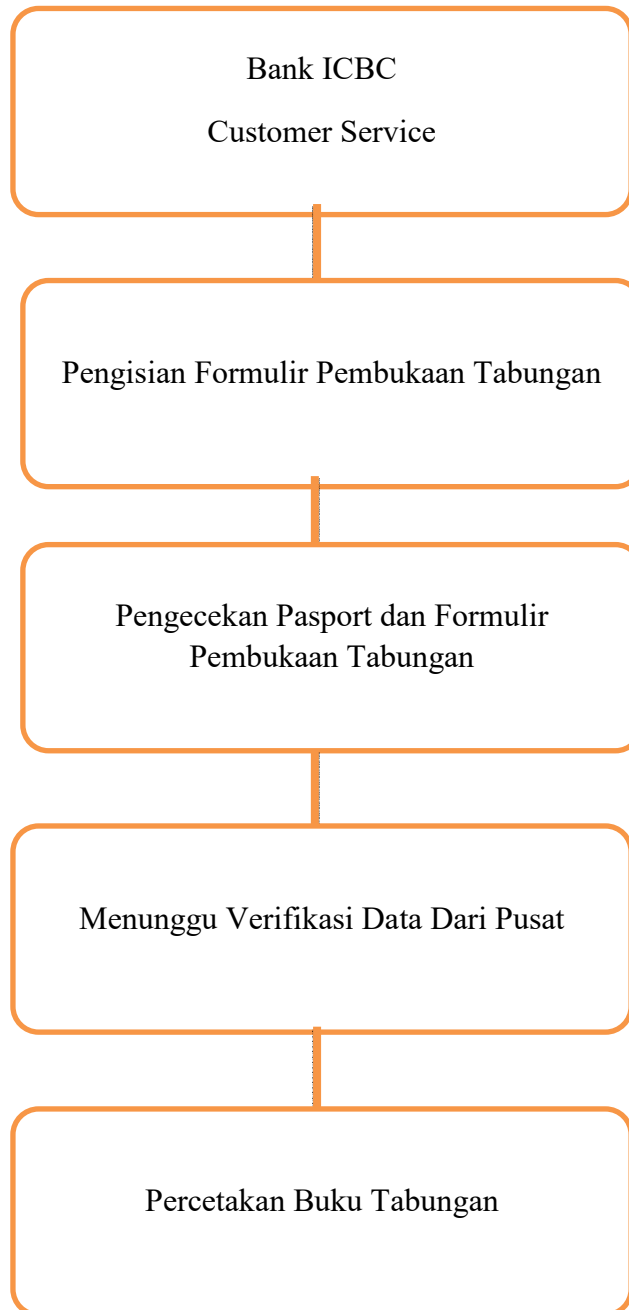 Bank ICBC
Customer Service
Pengisian Formulir Pembukaan Tabungan
Pengecekan Pasport dan Formulir
Pembukaan Tabungan
Menunggu Verifikasi Data Dari Pusat
Percetakan Buku Tabungan